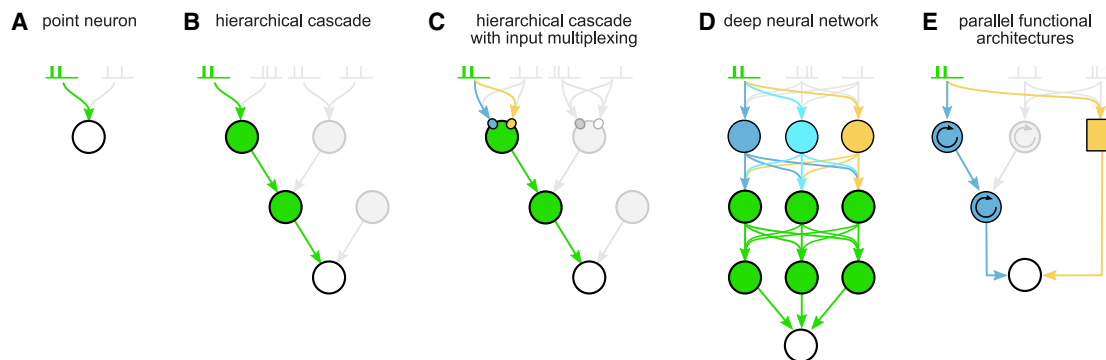 A point neuron
B hierarchical cascade
C hierarchical cascade
with input multiplexing
D deep neural network
E parallel functional
architectures